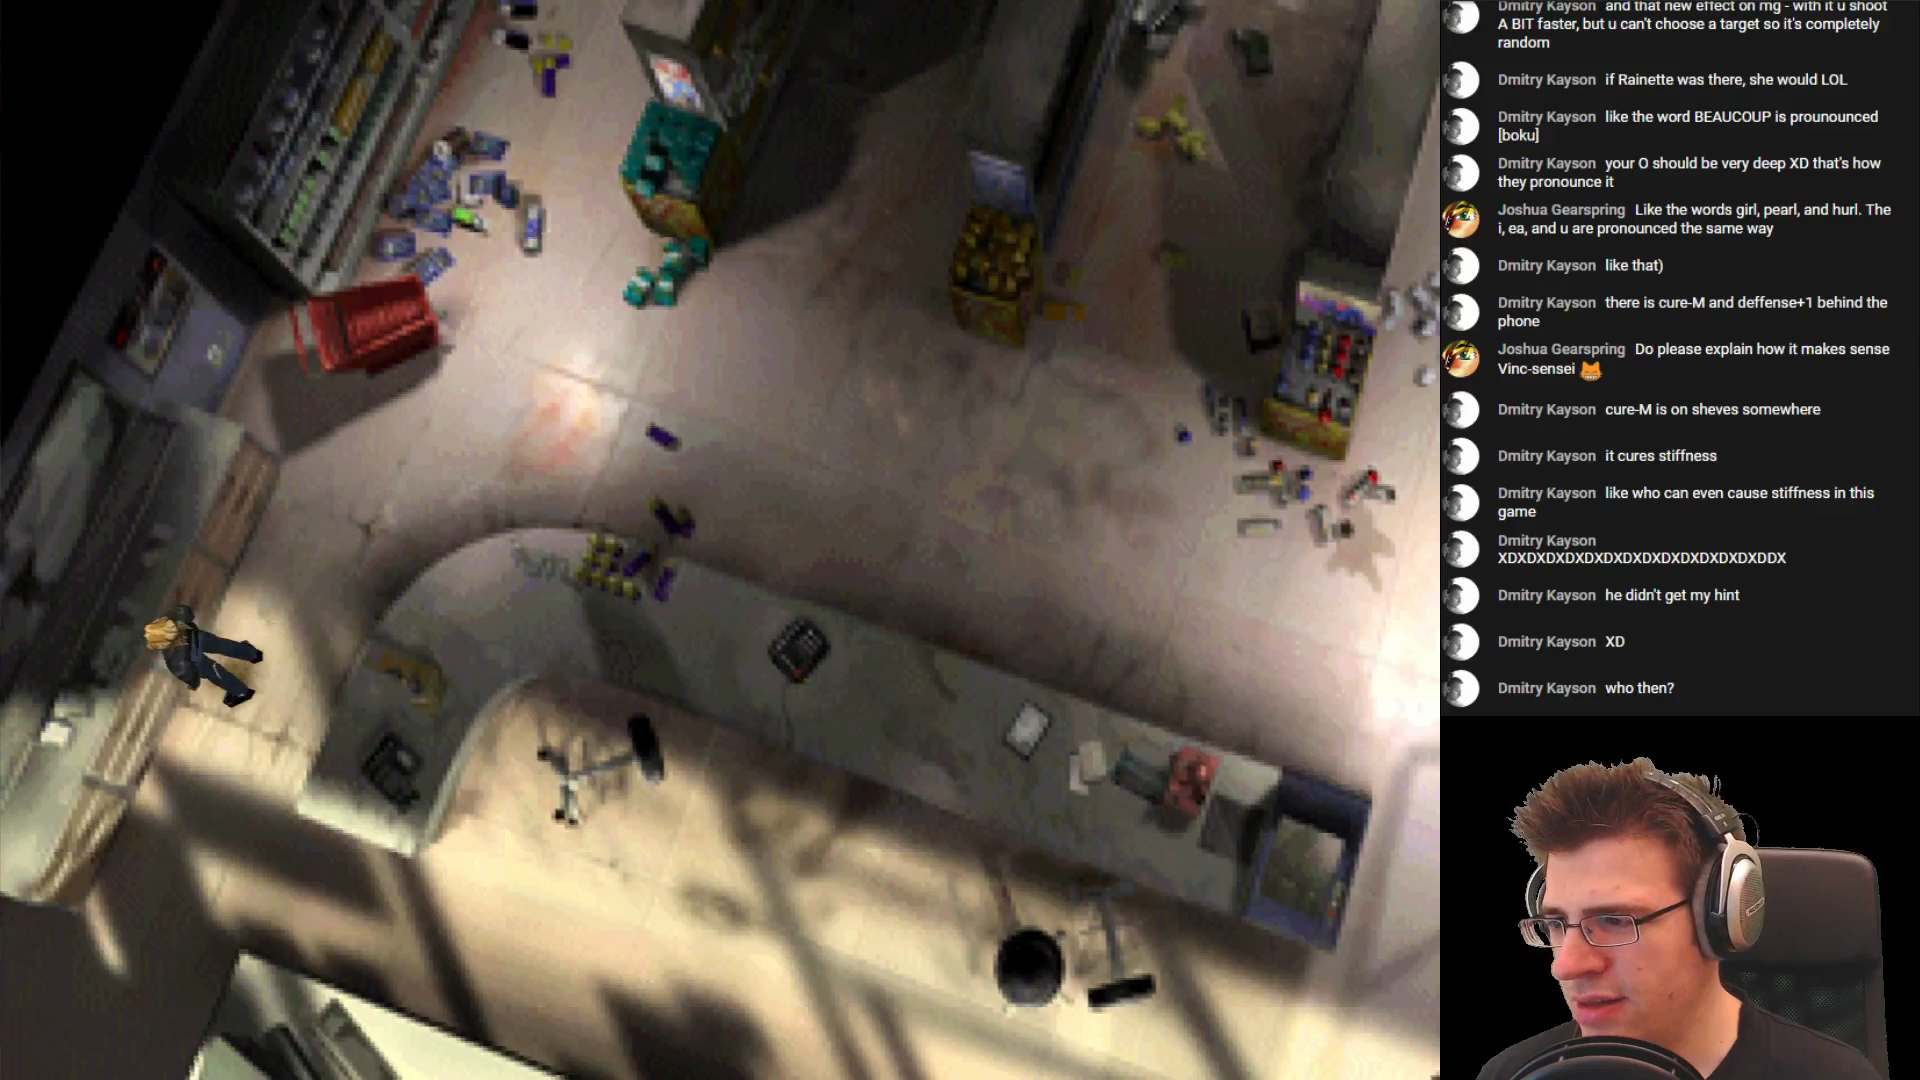 Dmitry Kayson and that new effect on mg - with it u shoot
A BIT faster, but u can't choose a target so it's completely
random
Dmitry Kayson if Rainette was there, she would LOL
Dmitry Kayson like the word BEAUCOUP is prounounced
[boku]
Dmitry Kayson your O should be very deep XD that's how
they pronounce it
Joshua Gearspring Like the words girl, pearl, and hurl. The
i, ea, and u are pronounced the same way
Dmitry Kayson like that)
Dmitry Kayson there is cure-M and deffense+1 behind the
phone
Joshua Gearspring Do please explain how it makes sense
Vinc-sensei
Dmitry Kayson cure-M is on sheves somewhere
Dmitry Kayson it cures stiffness
Dmitry Kayson like who can even cause stiffness in this
game
Dmitry Kayson
XDXDXDXDXDXDXDXDXDXDXDXDXDXDDX
Dmitry Kayson he didn't get my hint
Dmitry Kayson XD
Dmitry Kayson who then?